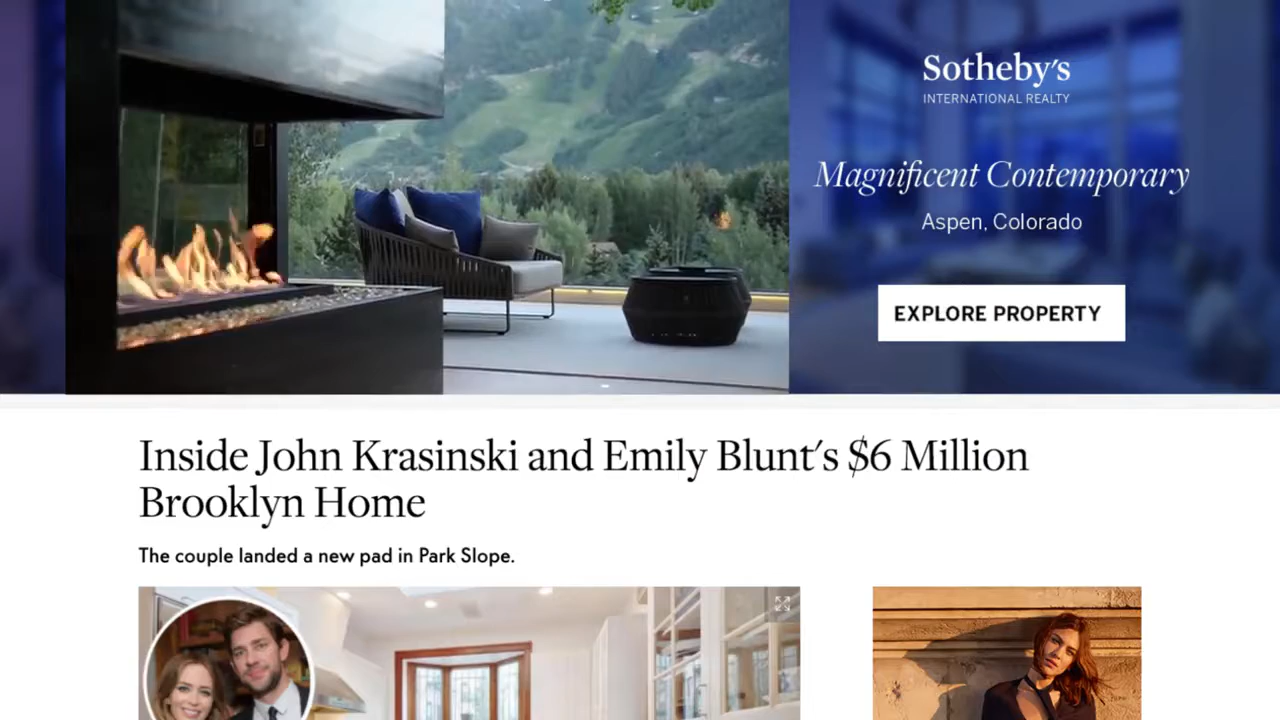 Sotheby's
INTERNATIONAL REALTY
Magnificent Contemporary
Aspen, Colorado
EXPLORE PROPERTY
Inside John Krasinski and Emily Blunt's $6 Million
Brooklyn Home
The couple landed a new pad in Park Slope.